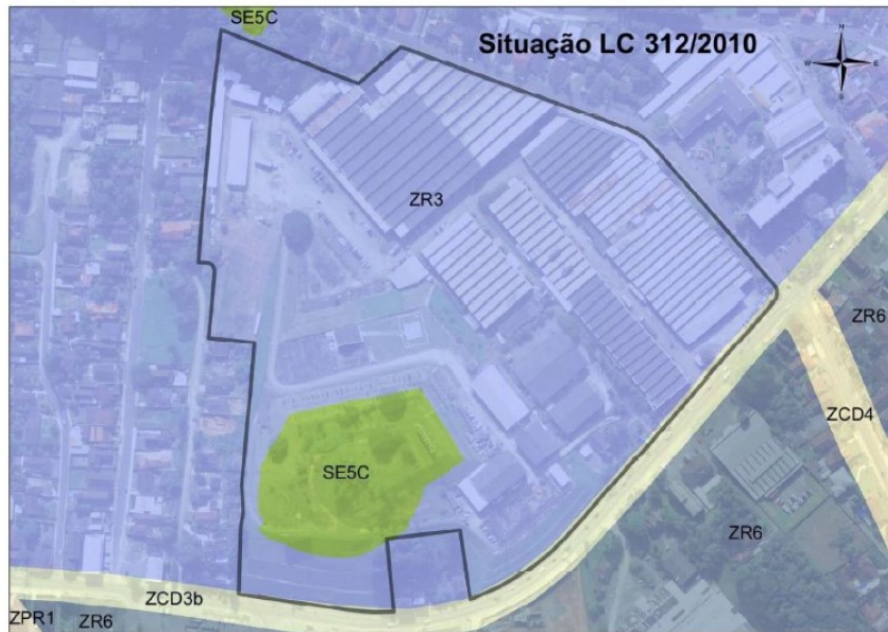 SE5C
Situação LC 312/2010
N
W
E
S
ZR3
ZR6
ZCD4
SE5C
ZR6
ZCD3b
ZPR1
ZR6